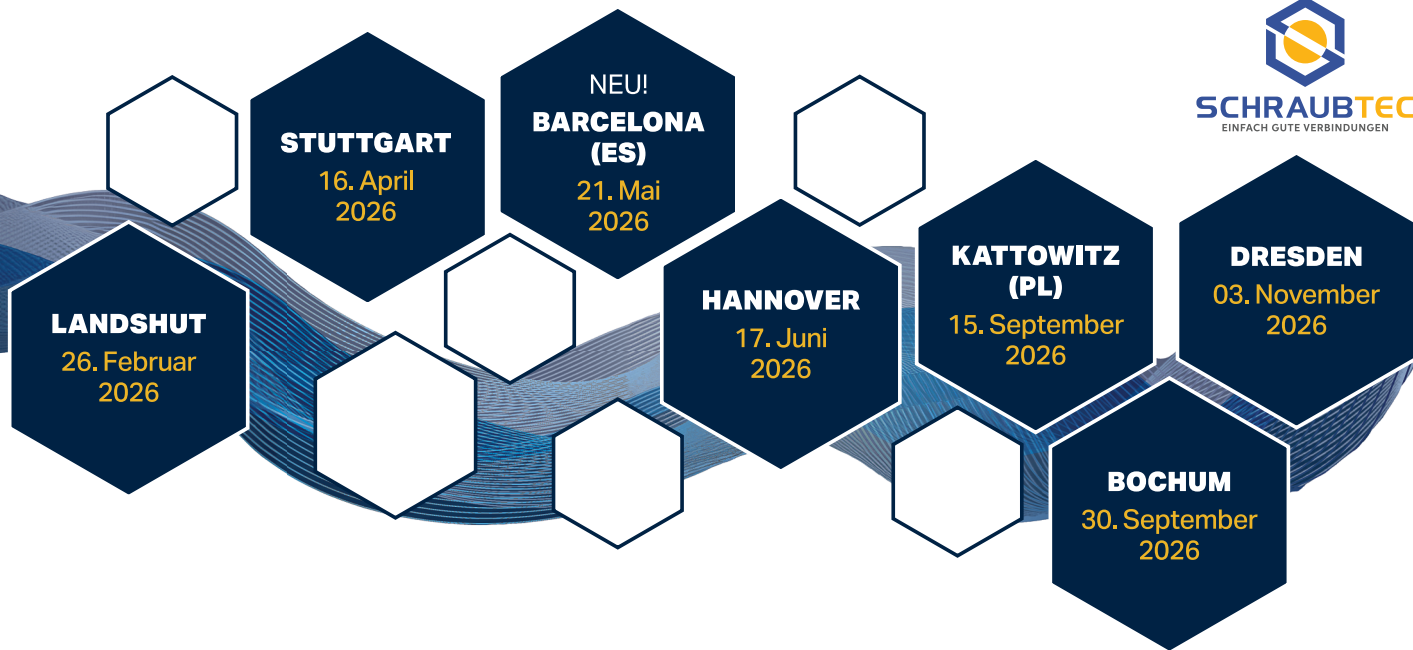 SCHRAUBTEC
EINFACH GUTE VERBINDUNGEN
LANDSHUT
26. Februar
2026
STUTTGART
16. April
2026
NEU!
BARCELONA
(ES)
21. Mai
2026
HANNOVER
17. Juni
2026
KATTOWITZ
(PL)
15. September
2026
BOCHUM
30. September
2026
DRESDEN
03. November
2026